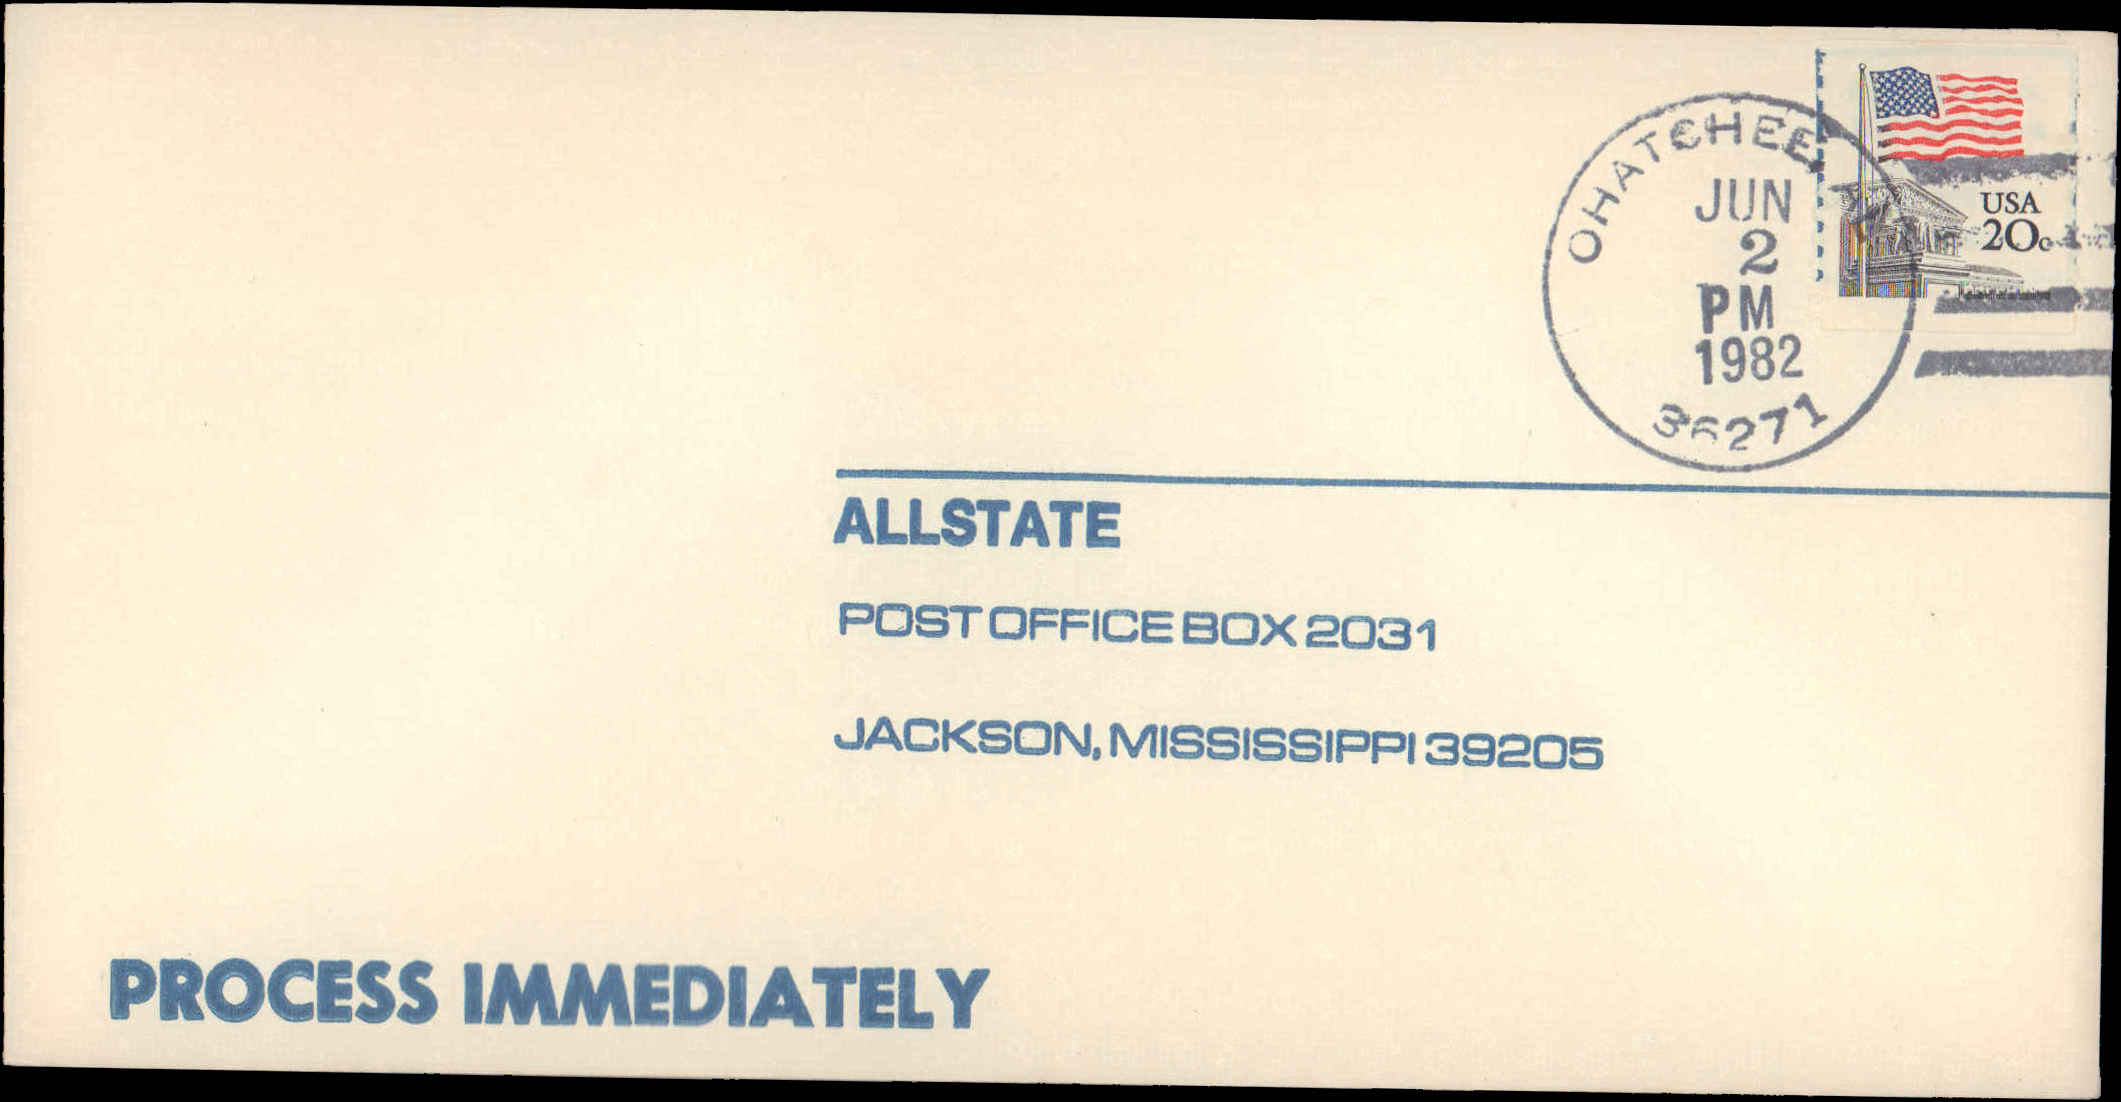 OHATCHEE
JUN
2
PM
1982
36271
USA
20c
ALLSTATE
POST OFFICE BOX 2031
JACKSON, MISSISSIPPI 39205
PROCESS IMMEDIATELY